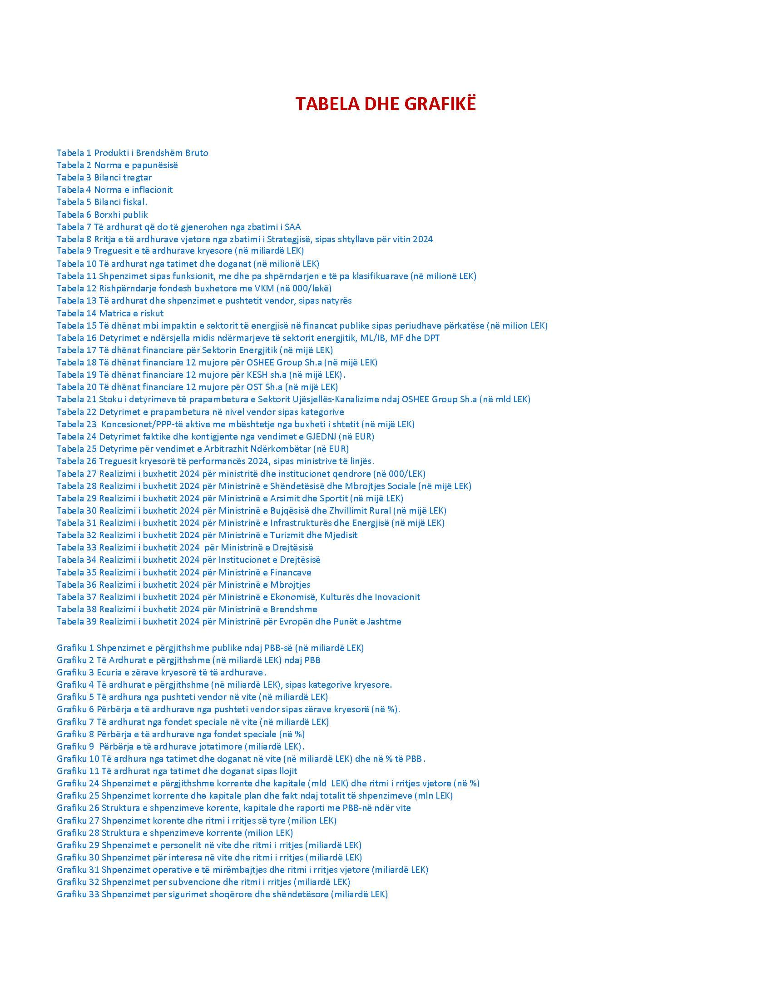 TABELA DHE GRAFIKË
Tabela 1 Produkti i Brendshëm Bruto
Tabela 2 Norma e papunësisë
Tabela 3 Bilanci tregtar
Tabela 4 Norma e inflacionit
Tabela 5 Bilanci fiskal.
Tabela 6 Borxhi publik
Tabela 7 Të ardhurat që do të gjenerohen nga zbatimi i SAA
Tabela 8 Rritja e të ardhurave vjetore nga zbatimi i Strategjisë, sipas shtyllave për vitin 2024
Tabela 9 Treguesit e të ardhurave kryesore (në miliardë LEK)
Tabela 10 Të ardhurat nga tatimet dhe doganat (në milionë LEK)
Tabela 11 Shpenzimet sipas funksionit, me dhe pa shpërndarjen e të pa klasifikuarave (në milionë LEK)
Tabela 12 Rishpërndarje fondesh buxhetore me VKM (në 000/lekë)
Tabela 13 Të ardhurat dhe shpenzimet e pushtetit vendor, sipas natyrës
Tabela 14 Matrica e riskut
Tabela 15 Të dhënat mbi impaktin e sektorit të energjisë në financat publike sipas periudhave përkatëse (në milion LEK)
Tabela 16 Detyrimet e ndërsjella midis ndërmarjeve të sektorit energjitik, ML/IB, MF dhe DPT
Tabela 17 Të dhënat financiare për Sektorin Energjitik (në mijë LEK)
Tabela 18 Të dhënat financiare 12 mujore për OSHEE Group Sh.a (në mijë LEK)
Tabela 19 Të dhënat financiare 12 mujore për KESH sh.a (në mijë LEK).
Tabela 20 Të dhënat financiare 12 mujore për OST Sh.a (në mijë LEK)
Tabela 21 Stoku i detyrimeve të prapambetura e Sektorit Ujësjellës-Kanalizime ndaj OSHEE Group Sh.a (në mld LEK)
Tabela 22 Detyrimet e prapambetura në nivel vendor sipas kategorive
Tabela 23  Koncesionet/PPP-të aktive me mbështetje nga buxheti i shtetit (në mijë LEK)
Tabela 24 Detyrimet faktike dhe kontigjente nga vendimet e GJEDNJ (në EUR)
Tabela 25 Detyrime për vendimet e Arbitrazhit Ndërkombëtar (në EUR)
Tabela 26 Treguesit kryesorë të performancës 2024, sipas ministrive të linjës.
Tabela 27 Realizimi i buxhetit 2024 për ministritë dhe institucionet qendrore (në 000/LEK)
Tabela 28 Realizimi i buxhetit 2024 për Ministrinë e Shëndetësisë dhe Mbrojtjes Sociale (në mijë LEK)
Tabela 29 Realizimi i buxhetit 2024 për Ministrinë e Arsimit dhe Sportit (në mijë LEK)
Tabela 30 Realizimi i buxhetit 2024 për Ministrinë e Bujqësisë dhe Zhvillimit Rural (në mijë LEK)
Tabela 31 Realizimi i buxhetit 2024 për Ministrinë e Infrastrukturës dhe Energjisë (në mijë LEK)
Tabela 32 Realizimi i buxhetit 2024 për Ministrinë e Turizmit dhe Mjedisit
Tabela 33 Realizimi i buxhetit 2024  për Ministrinë e Drejtësisë
Tabela 34 Realizimi i buxhetit 2024 për Institucionet e Drejtësisë
Tabela 35 Realizimi i buxhetit 2024 për Ministrinë e Financave
Tabela 36 Realizimi i buxhetit 2024 për Ministrinë e Mbrojtjes
Tabela 37 Realizimi i buxhetit 2024 për Ministrinë e Ekonomisë, Kulturës dhe Inovacionit
Tabela 38 Realizimi i buxhetit 2024 për Ministrinë e Brendshme
Tabela 39 Realizimi i buxhetit 2024 për Ministrinë për Evropën dhe Punët e Jashtme
Grafiku 1 Shpenzimet e përgjithshme publike ndaj PBB-së (në miliardë LEK)
Grafiku 2 Të Ardhurat e përgjithshme (në miliardë LEK) ndaj PBB
Grafiku 3 Ecuria e zërave kryesorë të të ardhurave.
Grafiku 4 Të ardhurat e përgjithshme (në miliardë LEK), sipas kategorive kryesore.
Grafiku 5 Të ardhura nga pushteti vendor në vite (në miliardë LEK)
Grafiku 6 Përbërja e të ardhurave nga pushteti vendor sipas zërave kryesorë (në %).
Grafiku 7 Të ardhurat nga fondet speciale në vite (në miliardë LEK)
Grafiku 8 Përbërja e të ardhurave nga fondet speciale (në %)
Grafiku 9  Përbërja e të ardhurave jotatimore (miliardë LEK).
Grafiku 10 Të ardhura nga tatimet dhe doganat në vite (në miliardë LEK) dhe në % të PBB.
Grafiku 11 Të ardhurat nga tatimet dhe doganat sipas llojit
Grafiku 24 Shpenzimet e përgjithshme korrente dhe kapitale (mld  LEK) dhe ritmi i rritjes vjetore (në %)
Grafiku 25 Shpenzimet korrente dhe kapitale plan dhe fakt ndaj totalit të shpenzimeve (mln LEK)
Grafiku 26 Struktura e shpenzimeve korente, kapitale dhe raporti me PBB-në ndër vite
Grafiku 27 Shpenzimet korente dhe ritmi i rritjes së tyre (milion LEK)
Grafiku 28 Struktura e shpenzimeve korrente (milion LEK)
Grafiku 29 Shpenzimet e personelit në vite dhe ritmi i rritjes (miliardë LEK)
Grafiku 30 Shpenzimet për interesa në vite dhe ritmi i rritjes (miliardë LEK)
Grafiku 31 Shpenzimet operative e të mirëmbajtjes dhe ritmi i rritjes vjetore (miliardë LEK)
Grafiku 32 Shpenzimet per subvencione dhe ritmi i rritjes (miliardë LEK)
Grafiku 33 Shpenzimet per sigurimet shoqërore dhe shëndetësore (miliardë LEK)